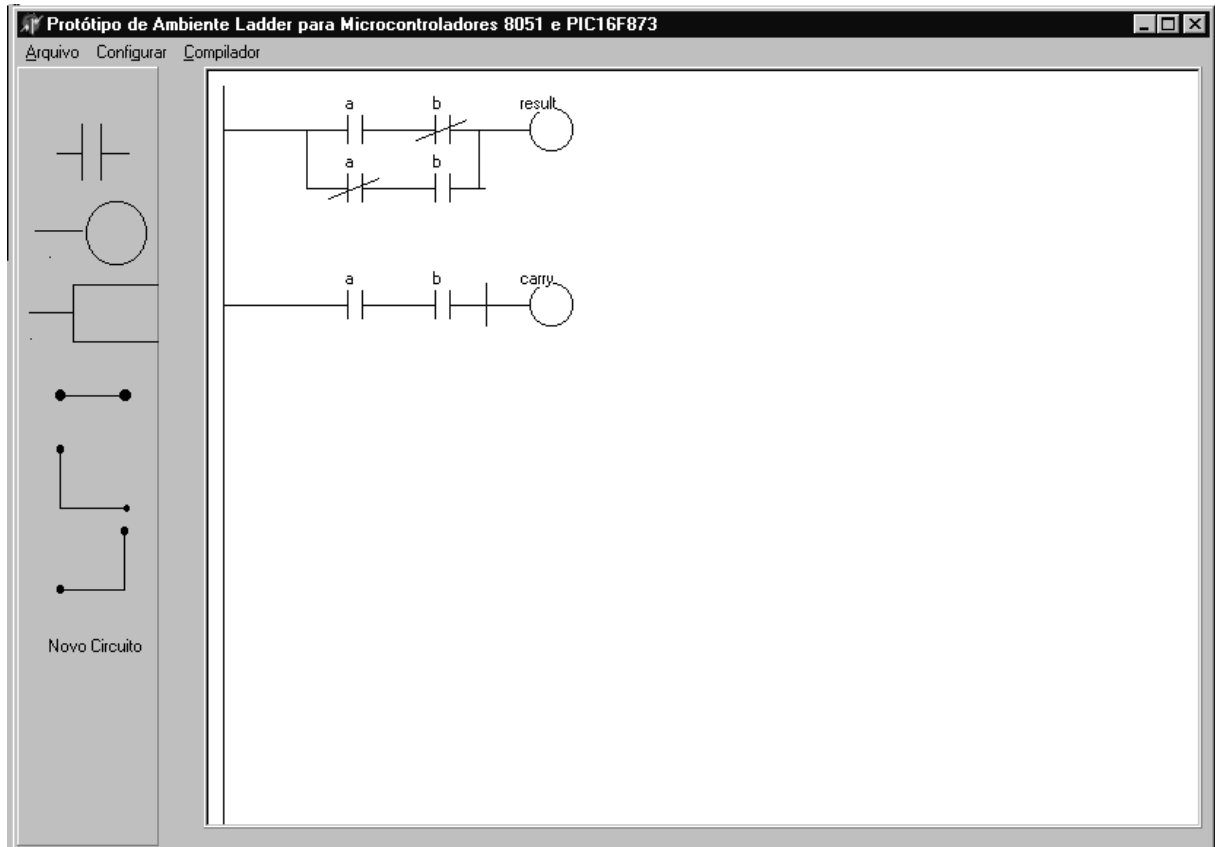 Protótipo de Ambiente Ladder para Microcontroladores 8051 e PIC16F873
Arquivo Configurar Compilador
a b result
a b
a b carry
Novo Circuito